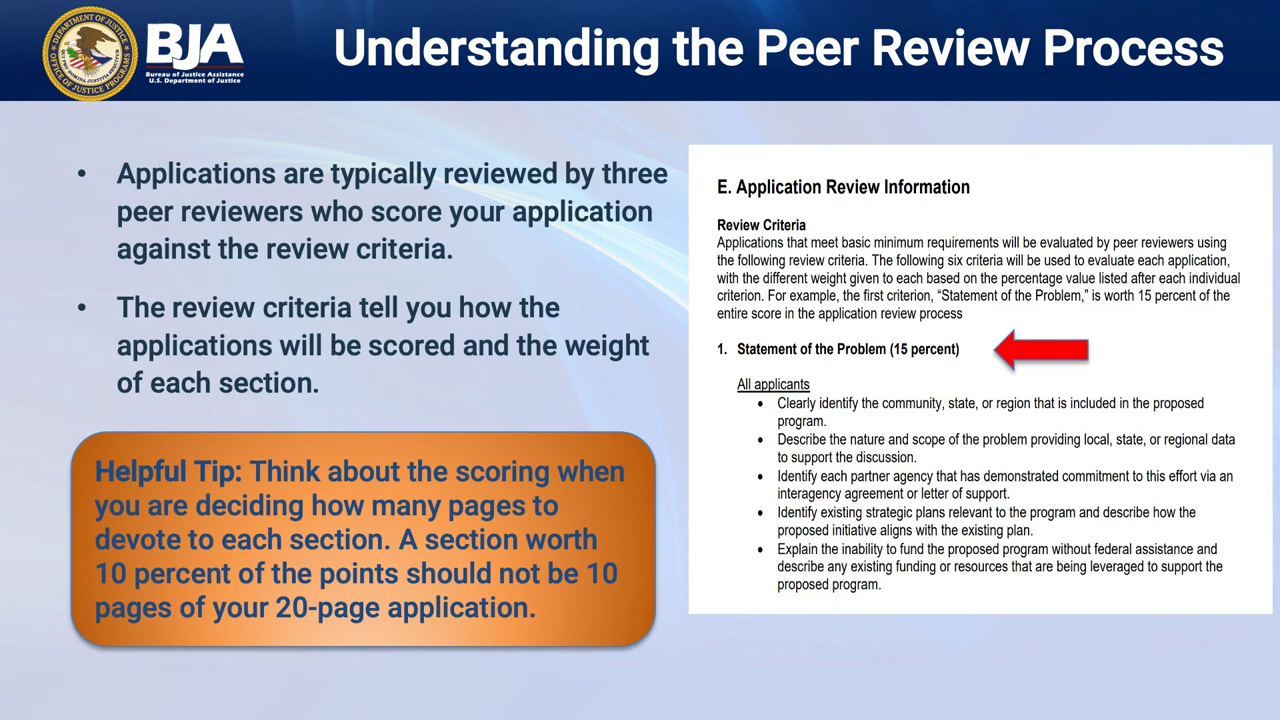 DEPARTMENT OF JUSTICE
OFFICE OF JUSTICE PROGRAMS
BJA
Bureau of Justice Assistance
U.S. Department of Justice
Understanding the Peer Review Process
• Applications are typically reviewed by three
peer reviewers who score your application
against the review criteria.
• The review criteria tell you how the
applications will be scored and the weight
of each section.
Helpful Tip: Think about the scoring when
you are deciding how many pages to
devote to each section. A section worth
10 percent of the points should not be 10
pages of your 20-page application.
E. Application Review Information
Review Criteria
Applications that meet basic minimum requirements will be evaluated by peer reviewers using
the following review criteria. The following six criteria will be used to evaluate each application,
with the different weight given to each based on the percentage value listed after each individual
criterion. For example, the first criterion, “Statement of the Problem,” is worth 15 percent of the
entire score in the application review process
1. Statement of the Problem (15 percent)
All applicants
• Clearly identify the community, state, or region that is included in the proposed
program.
• Describe the nature and scope of the problem providing local, state, or regional data
to support the discussion.
• Identify each partner agency that has demonstrated commitment to this effort via an
interagency agreement or letter of support.
• Identify existing strategic plans relevant to the program and describe how the
proposed initiative aligns with the existing plan.
• Explain the inability to fund the proposed program without federal assistance and
describe any existing funding or resources that are being leveraged to support the
proposed program.